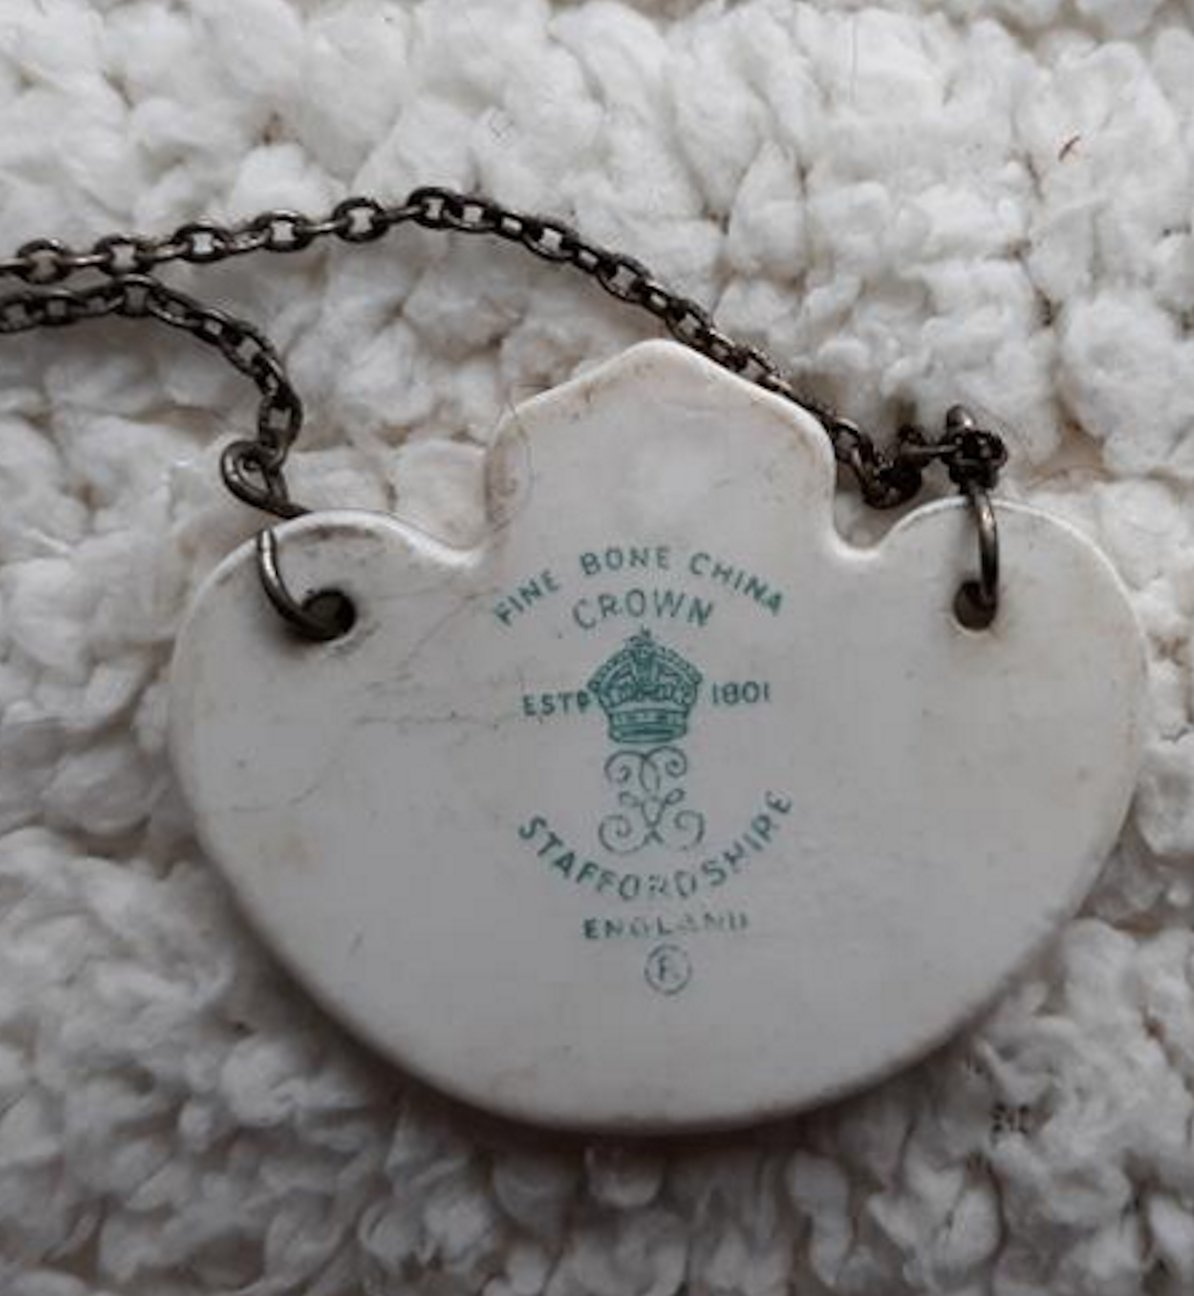 FINE BONE CHINA
CROWN
ESTD 1801
STAFFORDSHIRE
ENGLAND
R